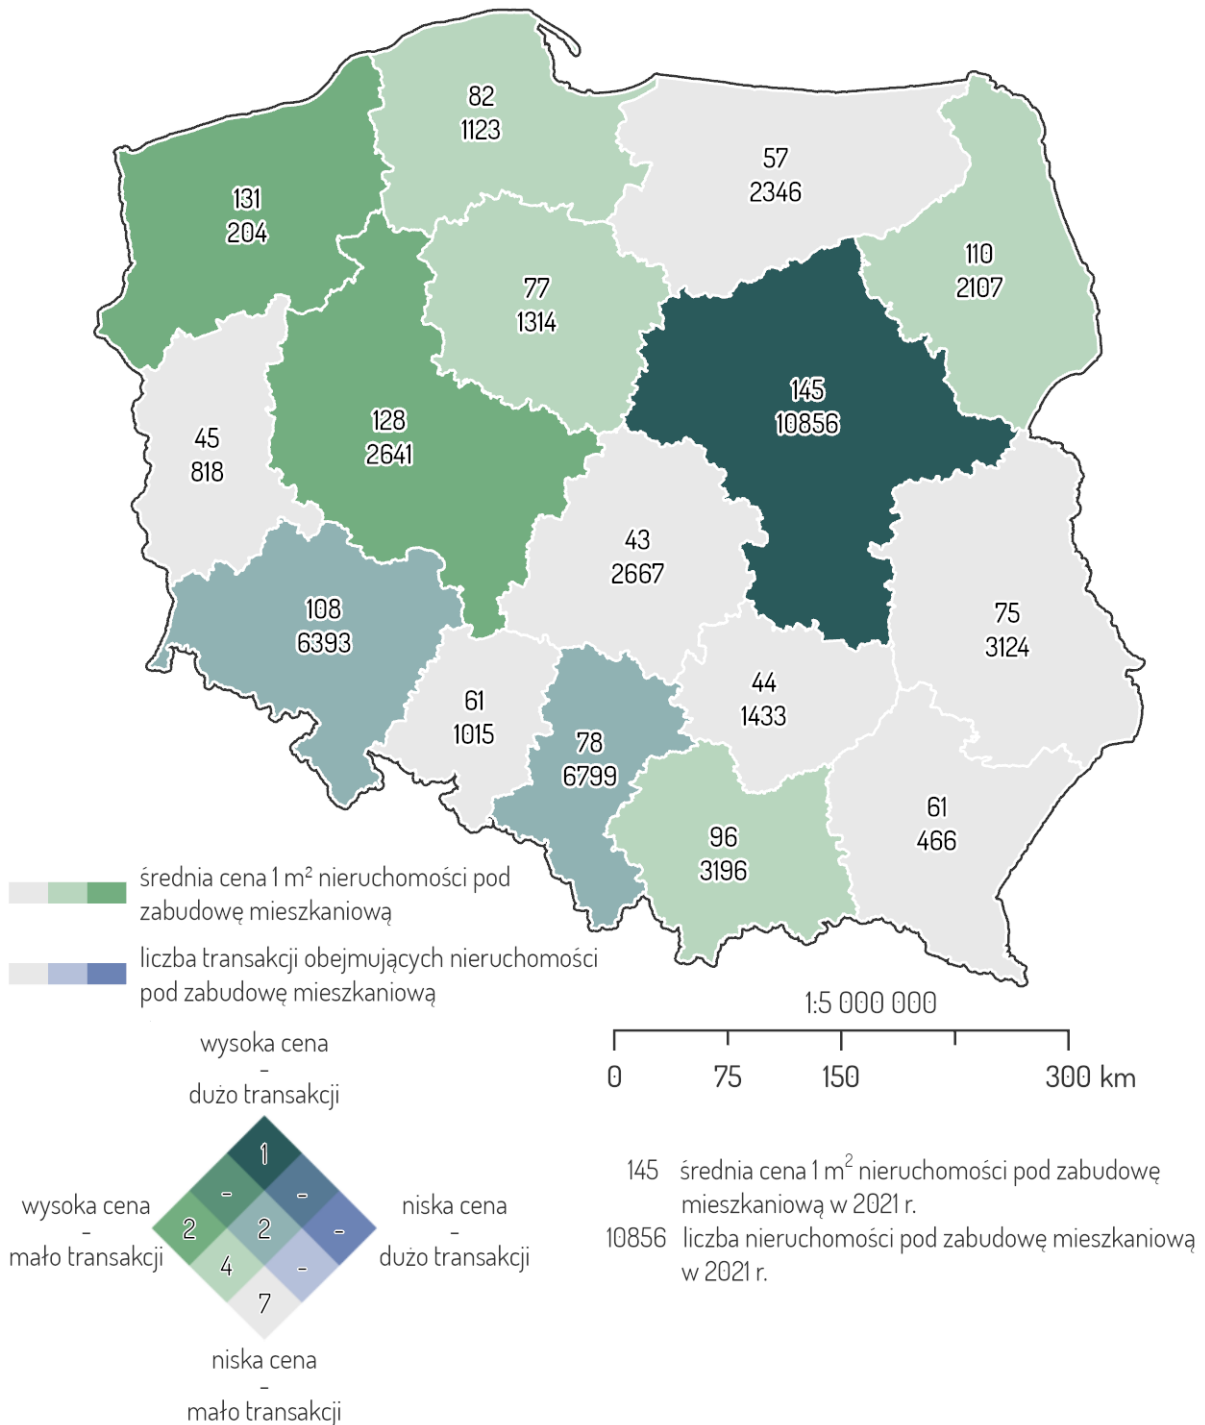 82
1123
57
2346
131
204
110
2107
77
1314
145
10856
128
2641
45
818
43
2667
108
6393
75
3124
44
1433
61
1015
78
6799
61
466
96
3196
średnia cena 1 m² nieruchomości pod
zabudowę mieszkaniową
liczba transakcji obejmujących nieruchomości
pod zabudowę mieszkaniową
1:5 000 000
0 75 150 300 km
wysoka cena
-
dużo transakcji
1
- -
2 2 -
4 -
7
wysoka cena
-
mało transakcji
niska cena
-
dużo transakcji
niska cena
-
mało transakcji
145 średnia cena 1 m² nieruchomości pod zabudowę
mieszkaniową w 2021 r.
10856 liczba nieruchomości pod zabudowę mieszkaniową
w 2021 r.